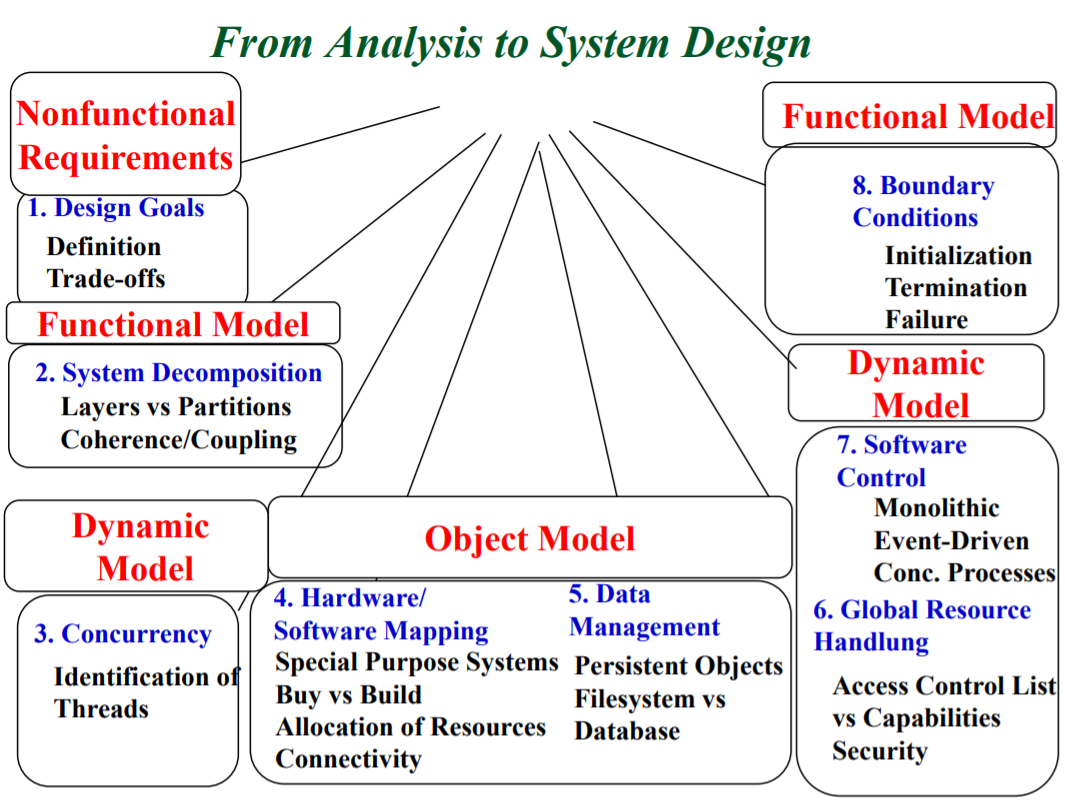 From Analysis to System Design
Nonfunctional
Requirements
1. Design Goals
Definition
Trade-offs
Functional Model
2. System Decomposition
Layers vs Partitions
Coherence/Coupling
Dynamic
Model
3. Concurrency
Identification of
Threads
Object Model
4. Hardware/
Software Mapping
Special Purpose Systems
Buy vs Build
Allocation of Resources
Connectivity
5. Data
Management
Persistent Objects
Filesystem vs
Database
Functional Model
8. Boundary
Conditions
Initialization
Termination
Failure
Dynamic
Model
7. Software
Control
Monolithic
Event-Driven
Conc. Processes
6. Global Resource
Handlung
Access Control List
vs Capabilities
Security